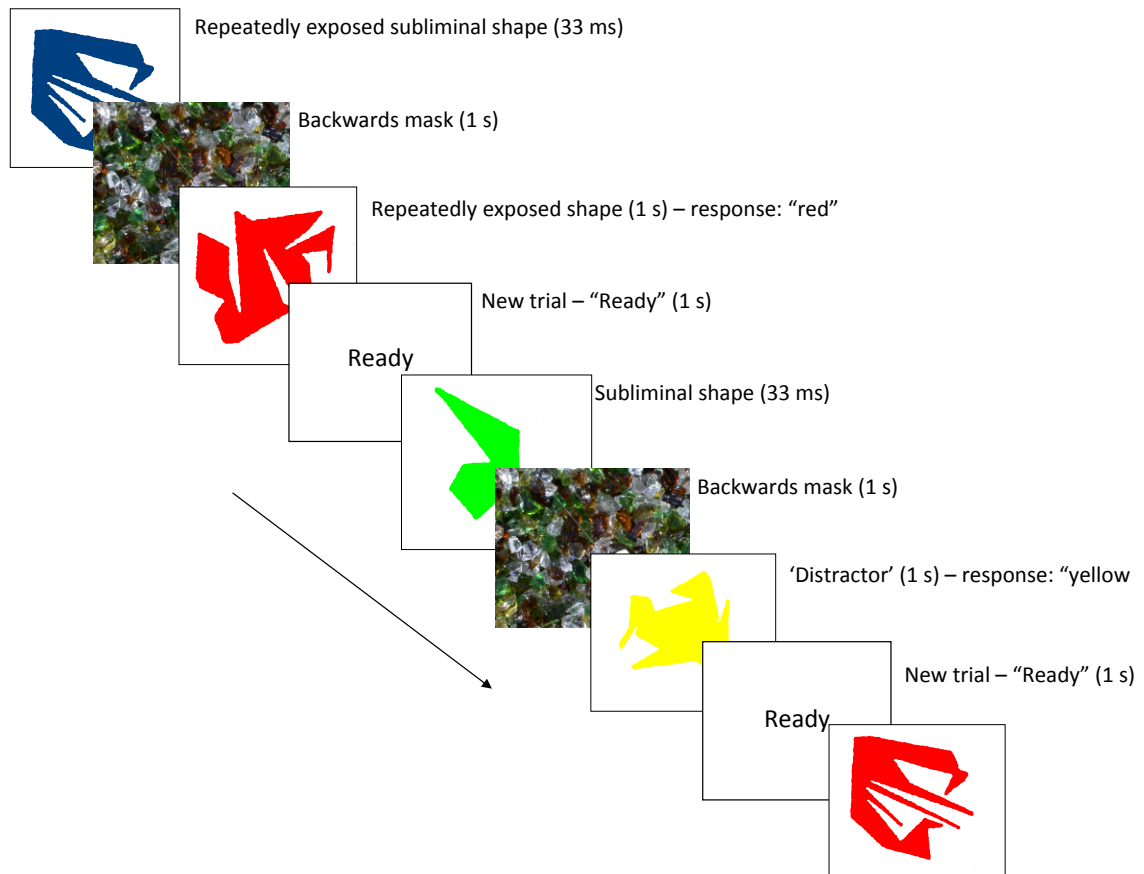 Repeatedly exposed subliminal shape (33 ms)
Backwards mask (1 s)
Repeatedly exposed shape (1 s) – response: “red”
New trial – “Ready” (1 s)
Ready
Subliminal shape (33 ms)
Backwards mask (1 s)
‘Distractor’ (1 s) – response: “yellow
New trial – “Ready” (1 s)
Ready